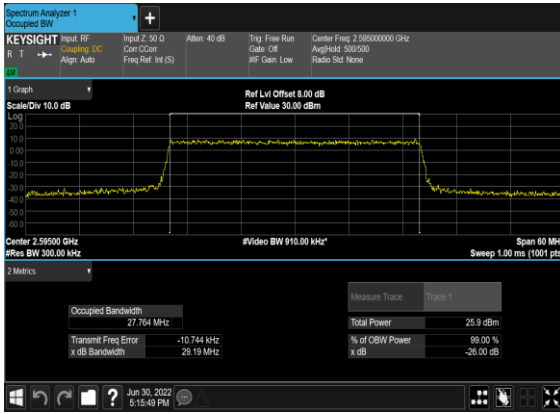 Spectrum Analyzer 1
Occupied BW
KEYSIGHT Input: RF Input Z: 50 Ω Atten: 40 dB Trig: Free Run Center Freq: 2.595000000 GHz
R T Coupling: DC Corr CCorr Gate: Off Avg|Hold: 500/500
Align: Auto Freq Ref: Int (S) #IF Gain: Low Radio Std: None
1 Graph
Ref Lvl Offset 8.00 dB
Scale/Div 10.0 dB Ref Value 30.00 dBm
Log
20.0
10.0
0.00
-10.0
-20.0
-30.0
-40.0
-50.0
-60.0
Center 2.59500 GHz #Video BW 910.00 kHz* Span 60 MH
#Res BW 300.00 kHz Sweep 1.00 ms (1001 pts
2 Metrics
Measure Trace Trace 1
Occupied Bandwidth
27.764 MHz
Total Power 25.9 dBm
Transmit Freq Error -10.744 kHz % of OBW Power 99.00 %
x dB Bandwidth 29.19 MHz x dB -26.00 dB
? Jun 30, 2022
5:15:49 PM